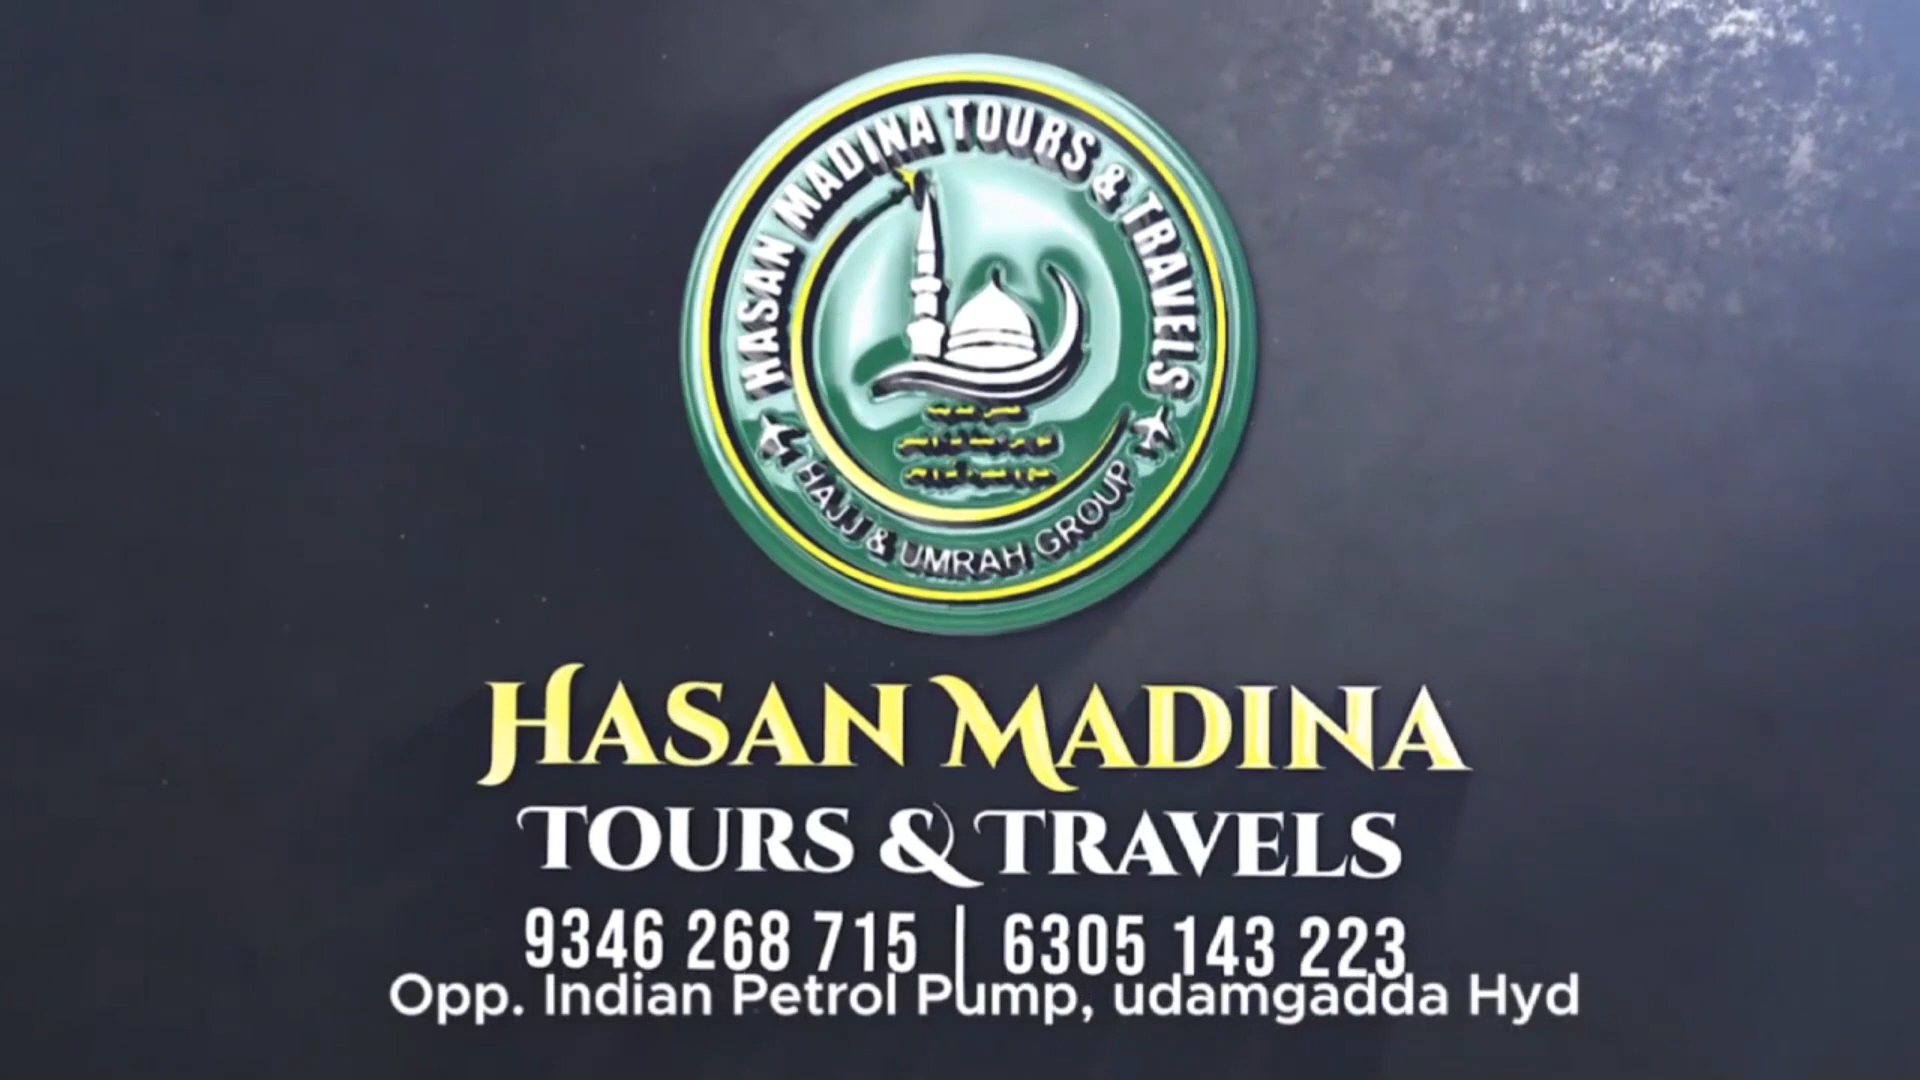 HASAN MADINA TOURS & TRAVELS
HAJJ & UMRAH GROUP
HASAN MADINA
TOURS & TRAVELS
9346 268 715 | 6305 143 223
Opp. Indian Petrol Pump, udamgadda Hyd